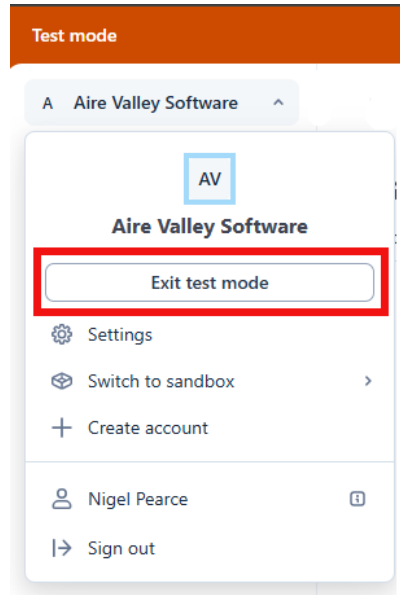 Test mode
A Aire Valley Software
AV
Aire Valley Software
Exit test mode
Settings
Switch to sandbox
Create account
Nigel Pearce
Sign out